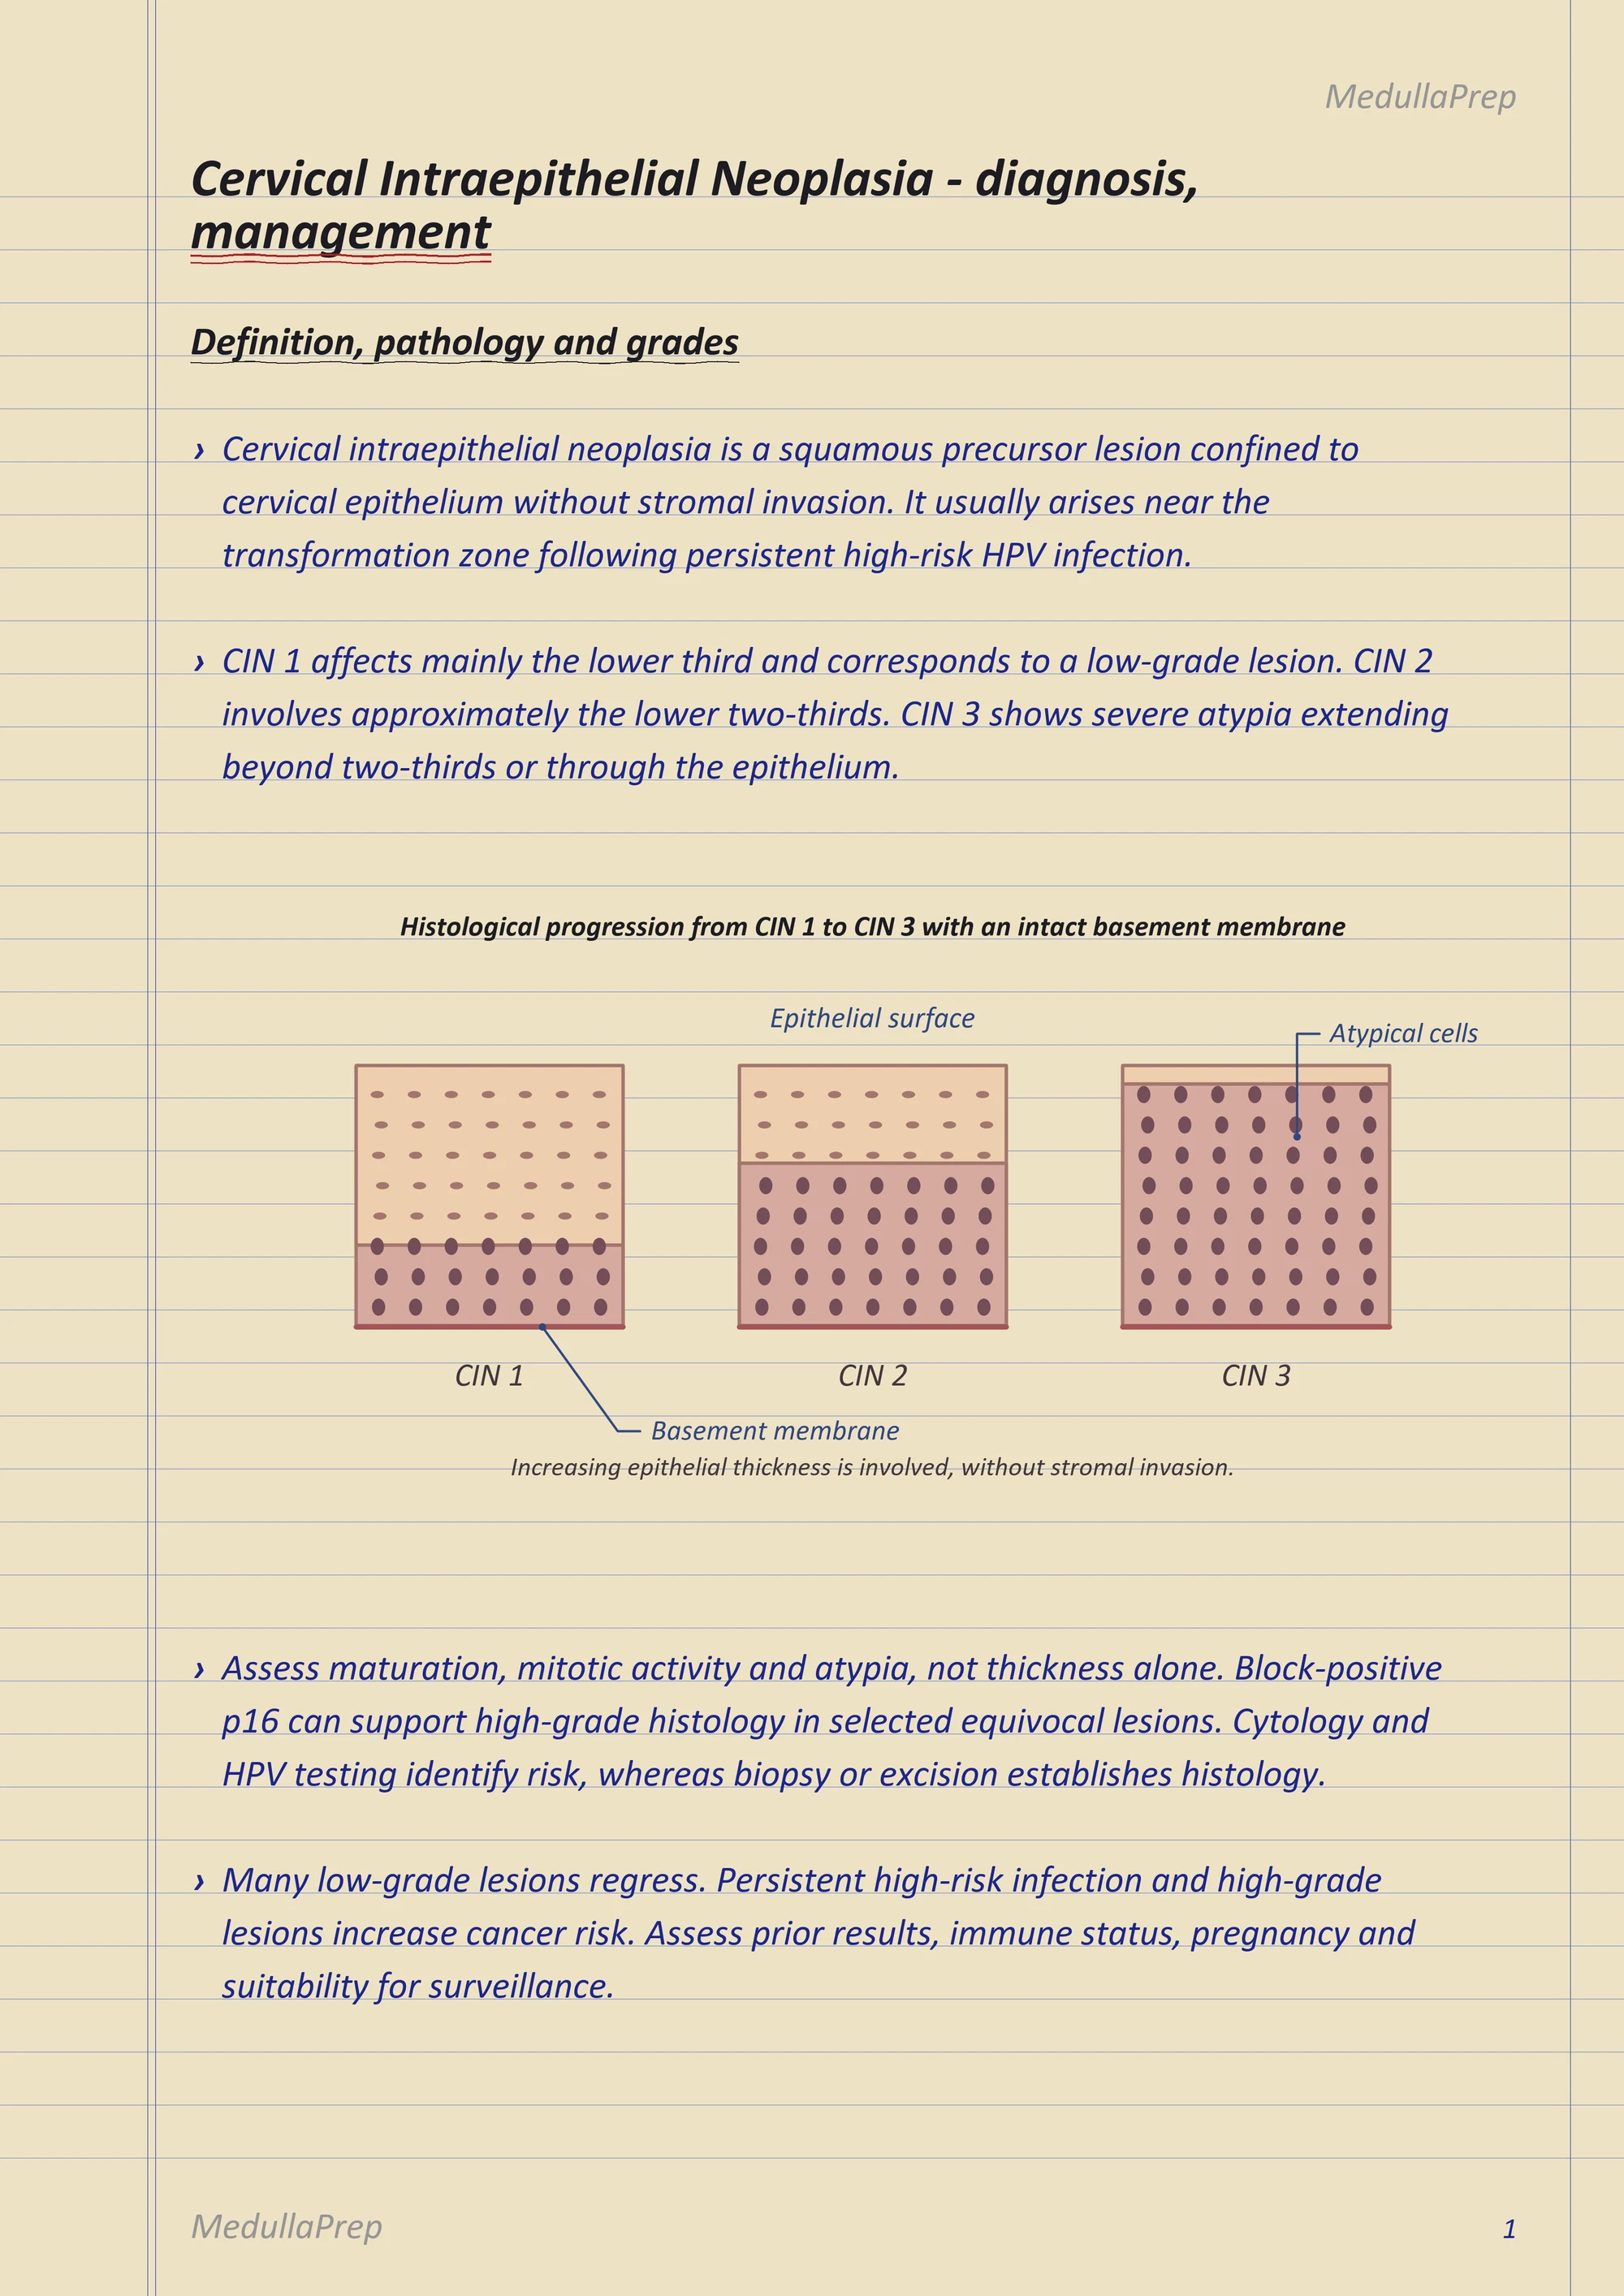 MedullaPrep
Cervical Intraepithelial Neoplasia - diagnosis,
management
Definition, pathology and grades
› Cervical intraepithelial neoplasia is a squamous precursor lesion confined to
cervical epithelium without stromal invasion. It usually arises near the
transformation zone following persistent high-risk HPV infection.
› CIN 1 affects mainly the lower third and corresponds to a low-grade lesion. CIN 2
involves approximately the lower two-thirds. CIN 3 shows severe atypia extending
beyond two-thirds or through the epithelium.
Histological progression from CIN 1 to CIN 3 with an intact basement membrane
Epithelial surface
Atypical cells
CIN 1 CIN 2 CIN 3
Basement membrane
Increasing epithelial thickness is involved, without stromal invasion.
› Assess maturation, mitotic activity and atypia, not thickness alone. Block-positive
p16 can support high-grade histology in selected equivocal lesions. Cytology and
HPV testing identify risk, whereas biopsy or excision establishes histology.
› Many low-grade lesions regress. Persistent high-risk infection and high-grade
lesions increase cancer risk. Assess prior results, immune status, pregnancy and
suitability for surveillance.
MedullaPrep 1